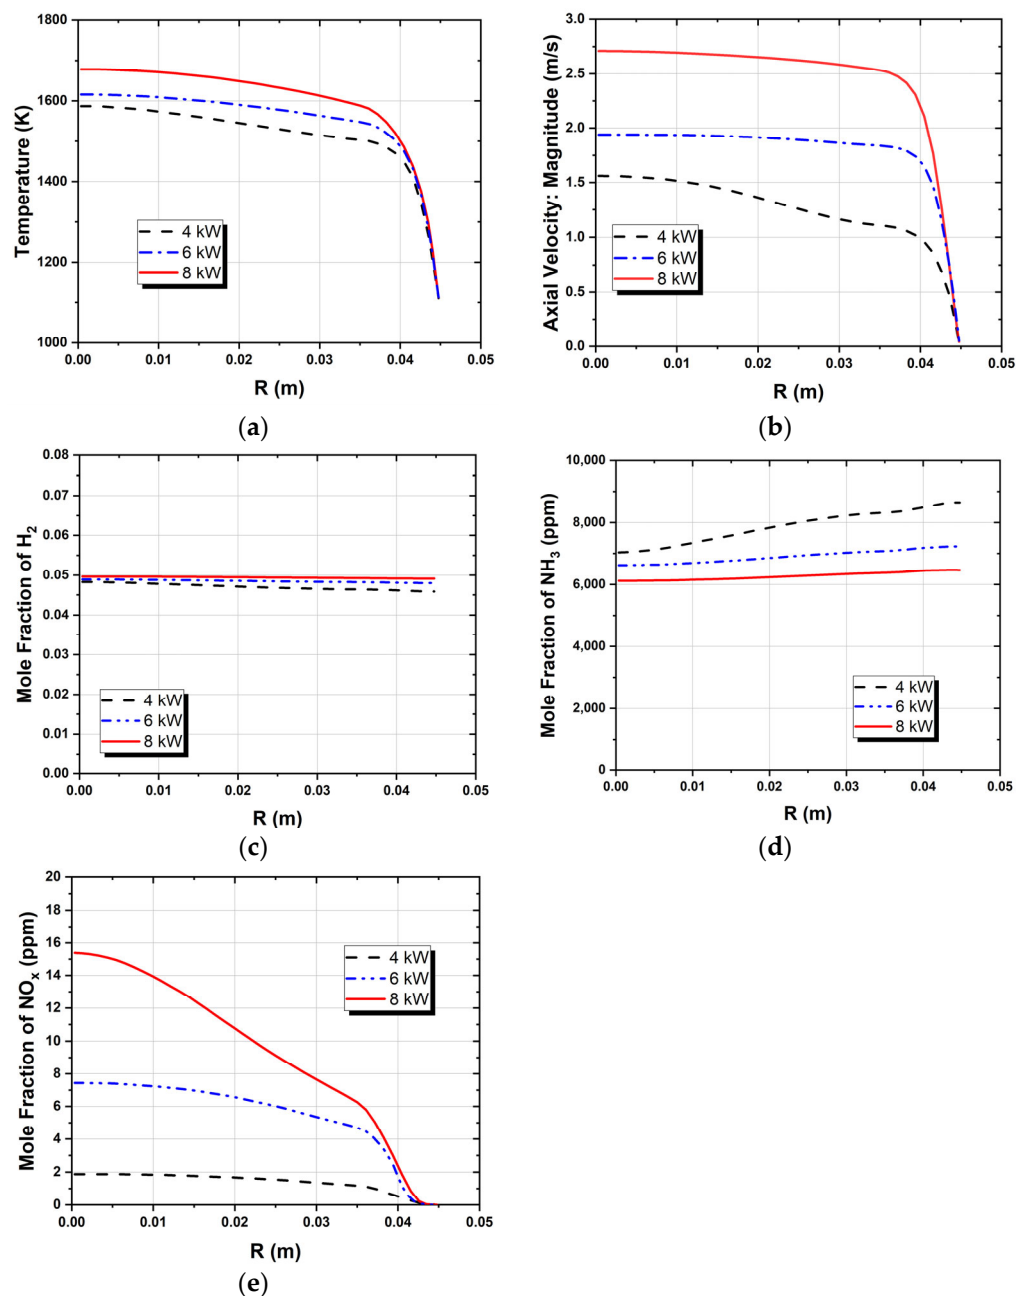 1800
1600
1400
1200
1000
Temperature (K)
4 kW
6 kW
8 kW
0.00 0.01 0.02 0.03 0.04 0.05
R (m)
(a)
3.0
2.5
2.0
1.5
1.0
0.5
0.0
Axial Velocity: Magnitude (m/s)
4 kW
6 kW
8 kW
0.00 0.01 0.02 0.03 0.04 0.05
R (m)
(b)
0.08
0.07
0.06
0.05
0.04
0.03
0.02
0.01
0.00
Mole Fraction of H2
4 kW
6 kW
8 kW
0.00 0.01 0.02 0.03 0.04 0.05
R (m)
(c)
10,000
8,000
6,000
4,000
2,000
0
Mole Fraction of NH3 (ppm)
4 kW
6 kW
8 kW
0.00 0.01 0.02 0.03 0.04 0.05
R (m)
(d)
20
18
16
14
12
10
8
6
4
2
0
Mole Fraction of NOx (ppm)
4 kW
6 kW
8 kW
0.00 0.01 0.02 0.03 0.04 0.05
R (m)
(e)